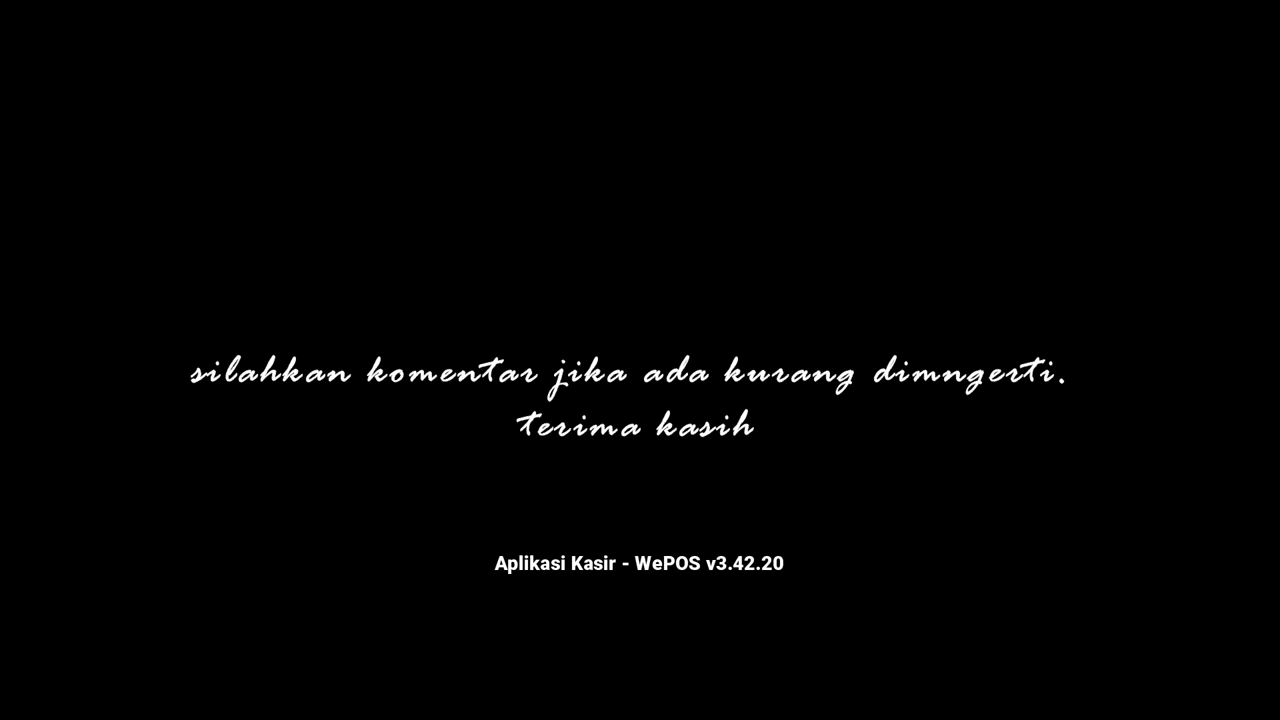 silahkan komentar jika ada kurang dimngerti.
terima kasih
Aplikasi Kasir - WePOS v3.42.20